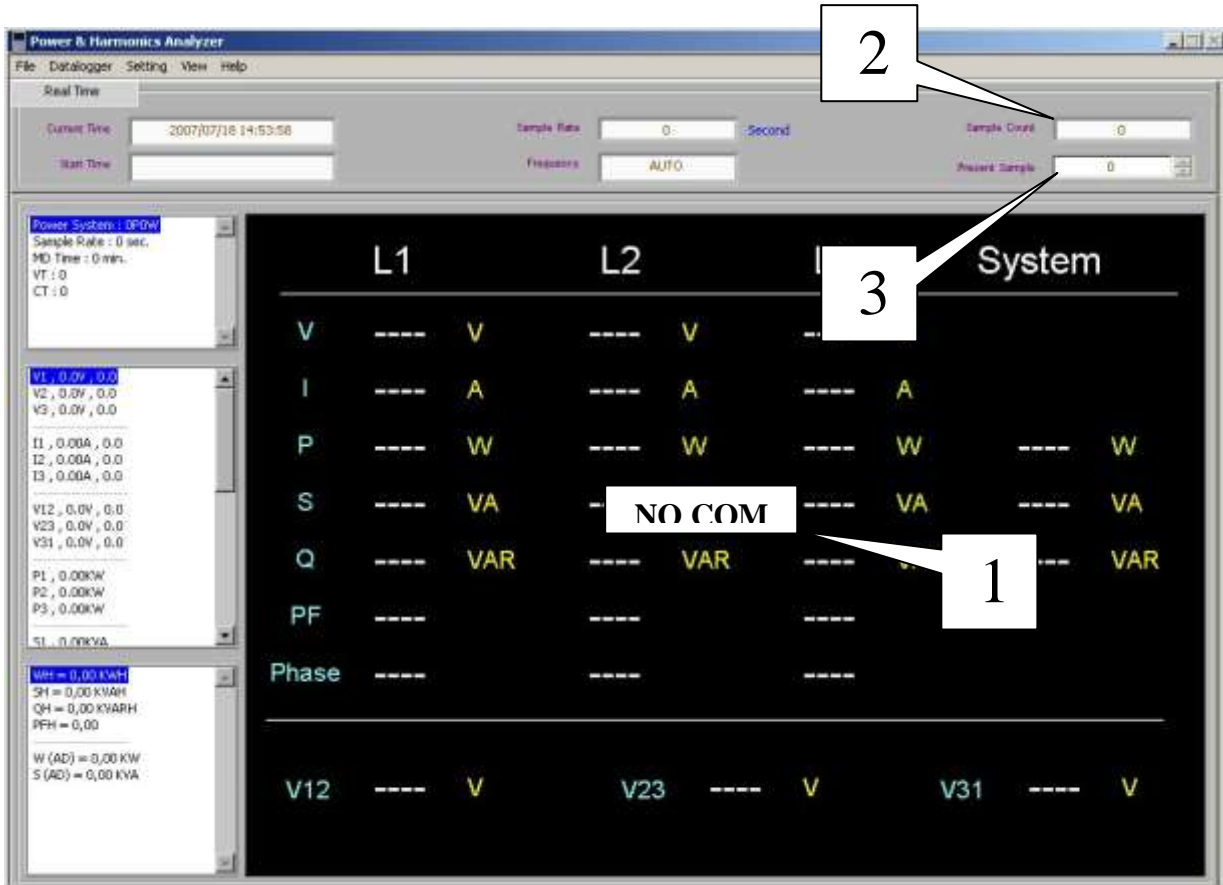 2
Power & Harmonics Analyzer
File Datalogger Setting View Help
Real Time
Current Time 2007/07/18 14:53:58 Sample Rate 0 Second Sample Count 0
Start Time Frequency AUTO Present Sample 0
Power System : 0P0W
Sample Rate : 0 sec.
MD Time : 0 min.
VT : 0
CT : 0
L1 L2 L System
3
V ---- V ---- V --
I ---- A ---- A ---- A
P ---- W ---- W ---- W ---- W
S ---- VA -- ---- VA ---- VA
NO COM
Q ---- VAR ---- VAR ---- ---- VAR
1
PF ---- ---- ----
Phase ---- ---- ----
V12 ---- V V23 ---- V V31 ---- V
V1 , 0.0V , 0.0
V2 , 0.0V , 0.0
V3 , 0.0V , 0.0
I1 , 0.00A , 0.0
I2 , 0.00A , 0.0
I3 , 0.00A , 0.0
V12 , 0.0V , 0.0
V23 , 0.0V , 0.0
V31 , 0.0V , 0.0
P1 , 0.00KW
P2 , 0.00KW
P3 , 0.00KW
S1 , 0.00KVA
WH = 0,00 KWH
SH = 0,00 KVAH
QH = 0,00 KVARH
PFH = 0,00
W (AD) = 0,00 KW
S (AD) = 0,00 KVA